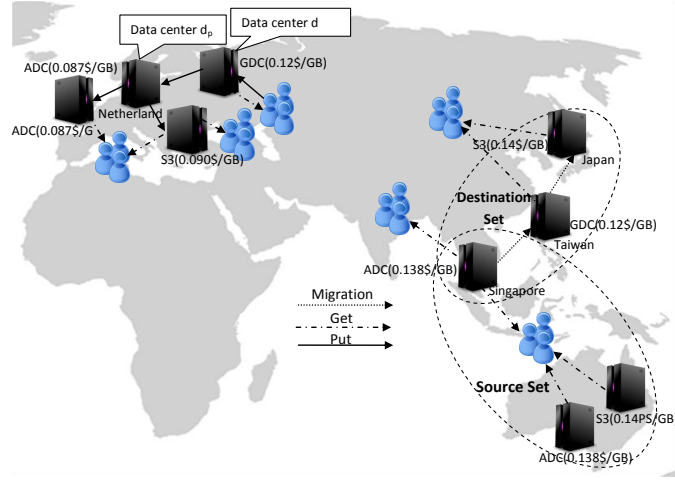 Data center dp
Data center d
ADC(0.087$/GB)
GDC(0.12$/GB)
Netherland
ADC(0.087$/G
S3(0.090$/GB)
S3(0.14$/GB)
Japan
Destination
Set
GDC(0.12$/GB)
Taiwan
ADC(0.138$/GB)
Singapore
Migration
Get
Put
Source Set
S3(0.14PS/GB)
ADC(0.138$/GB)